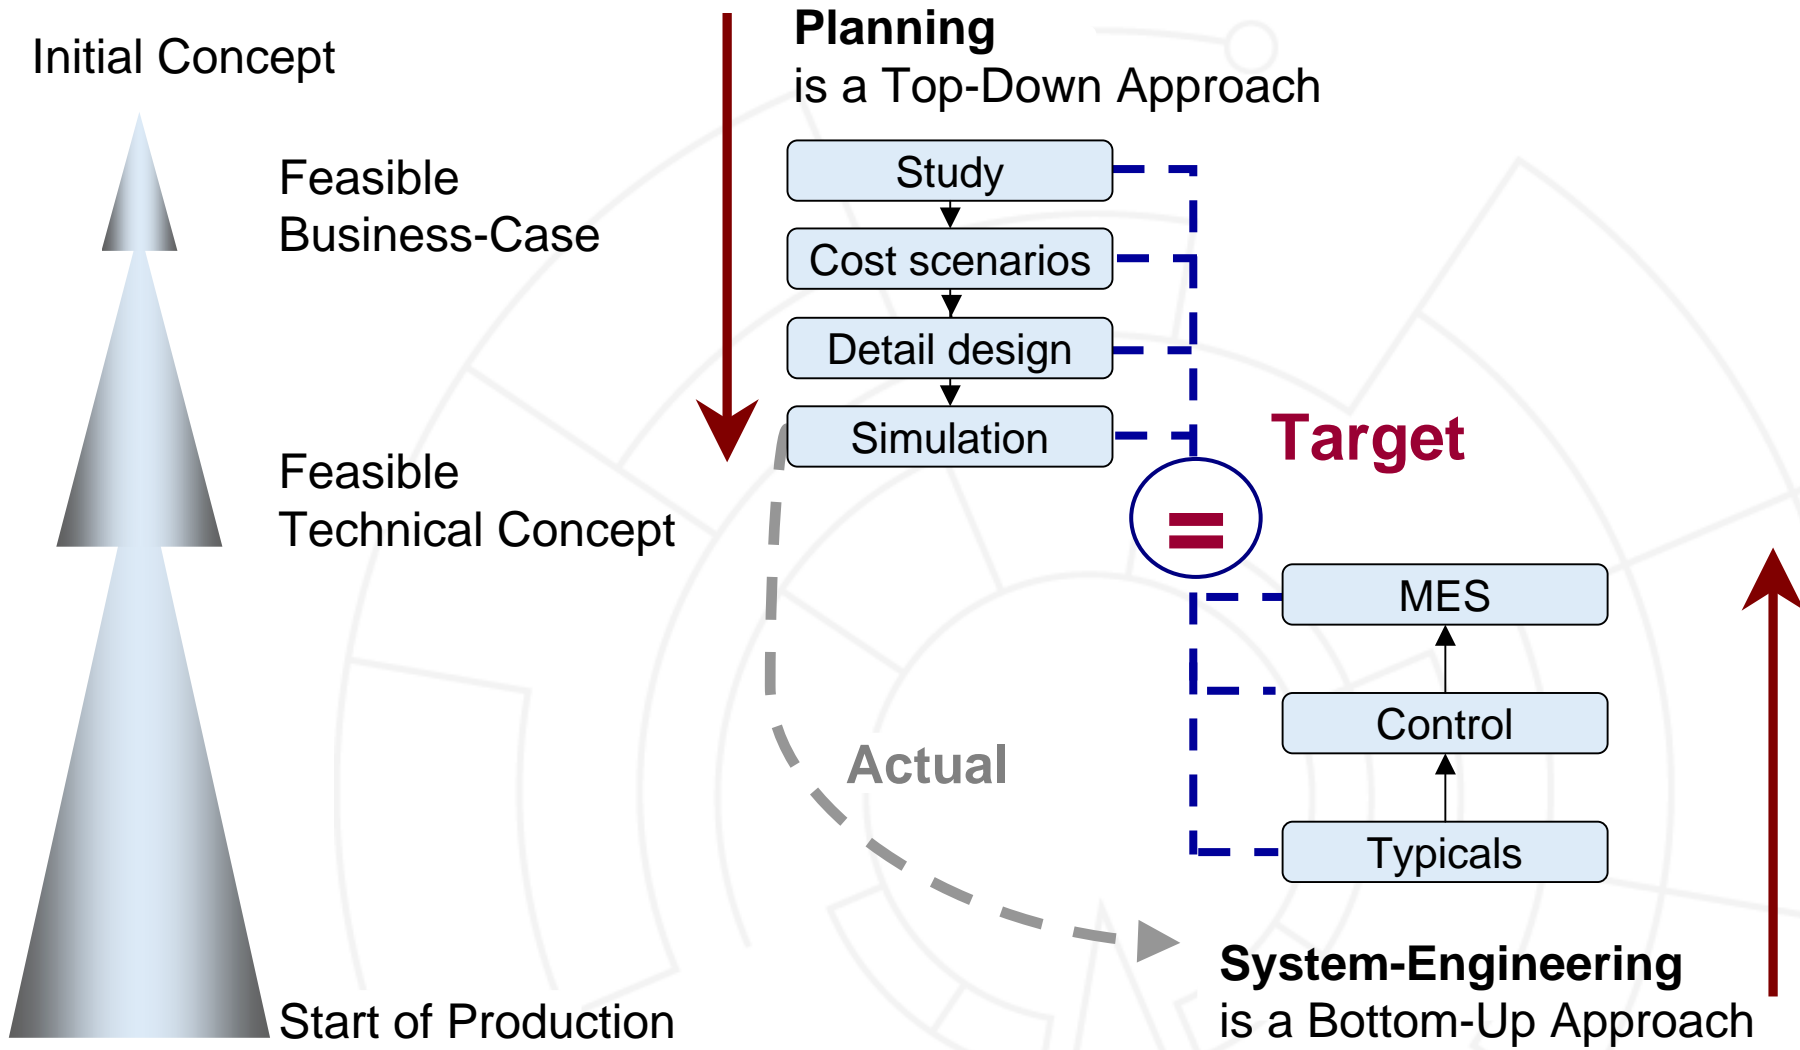 Initial Concept
Feasible
Business-Case
Feasible
Technical Concept
Start of Production
Planning
is a Top-Down Approach
Study
Cost scenarios
Detail design
Simulation
Target
=
Actual
MES
Control
Typicals
System-Engineering
is a Bottom-Up Approach